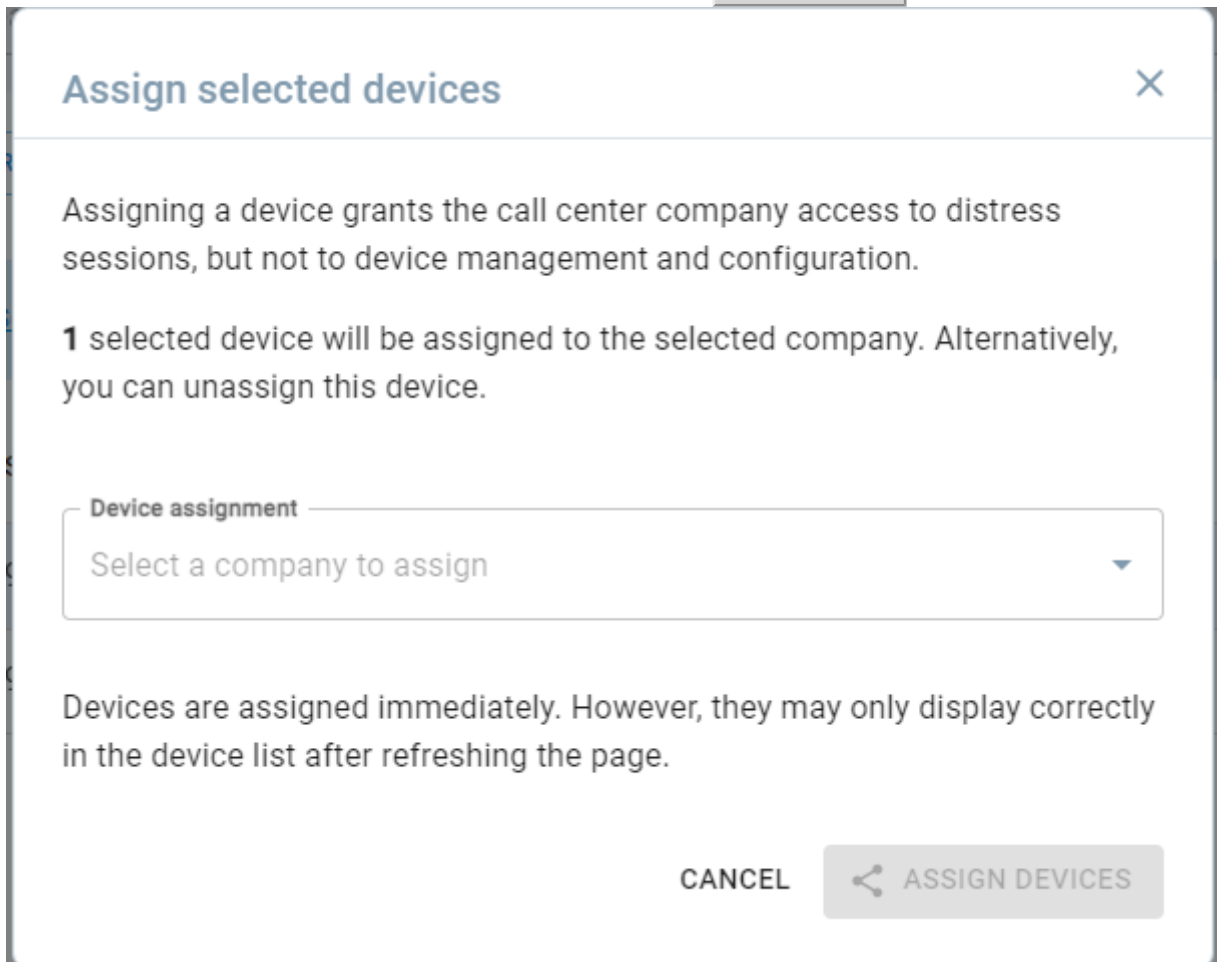 Assign selected devices
Assigning a device grants the call center company access to distress
sessions, but not to device management and configuration.
1 selected device will be assigned to the selected company. Alternatively,
you can unassign this device.
Device assignment
Select a company to assign
Devices are assigned immediately. However, they may only display correctly
in the device list after refreshing the page.
CANCEL
ASSIGN DEVICES